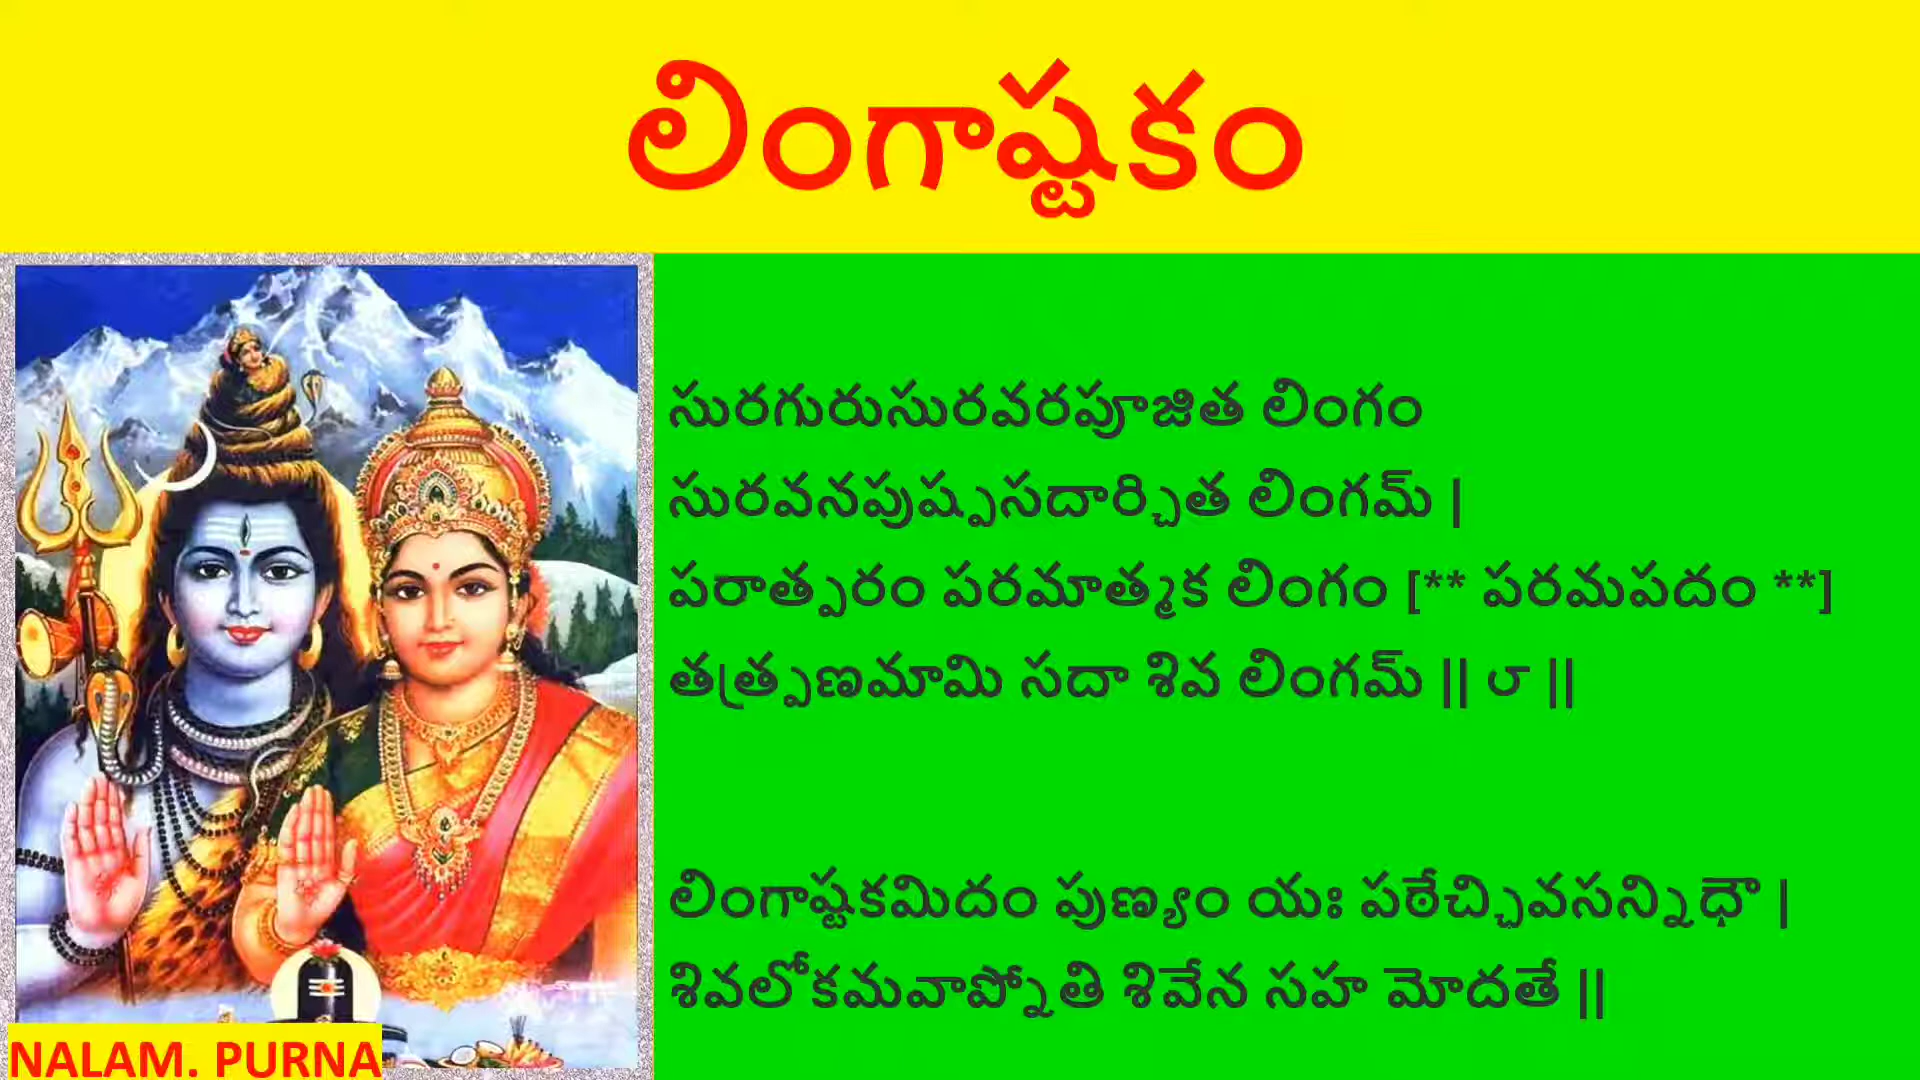 లింగాష్టకం
సురగురుసురవరపూజిత లింగం
సురవనపుష్పసదార్చిత లింగమ్ |
పరాత్పరం పరమాత్మక లింగం [** పరమపదం **]
తత్ప్రణమామి సదా శివ లింగమ్ || ౮ ||
లింగాష్టకమిదం పుణ్యం యః పఠేచ్ఛివసన్నిధౌ |
శివలోకమవాప్నోతి శివేన సహ మోదతే ||
NALAM. PURNA